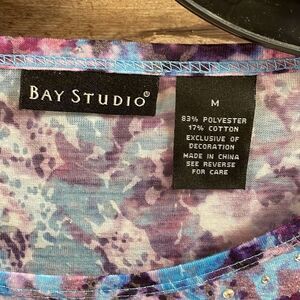 BAY STUDIO®
M
83% POLYESTER
17% COTTON
EXCLUSIVE OF
DECORATION
MADE IN CHINA
SEE REVERSE
FOR CARE